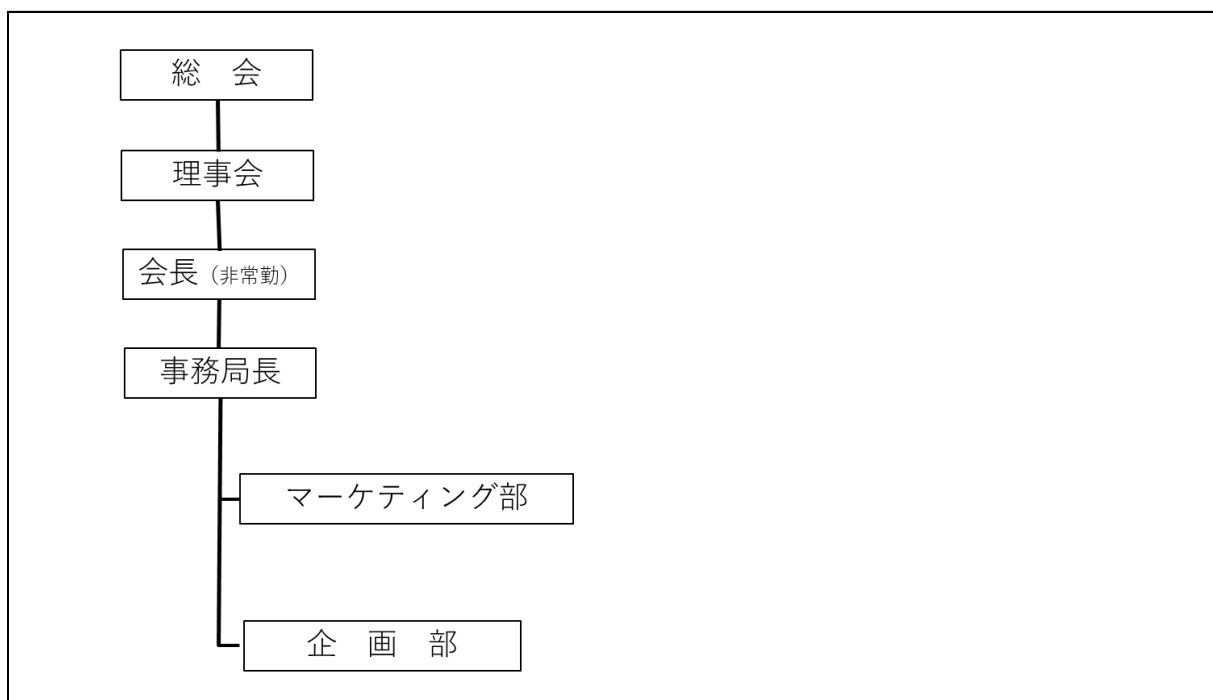 総　会
理事会
会長（非常勤）
事務局長
マーケティング部
企　画　部